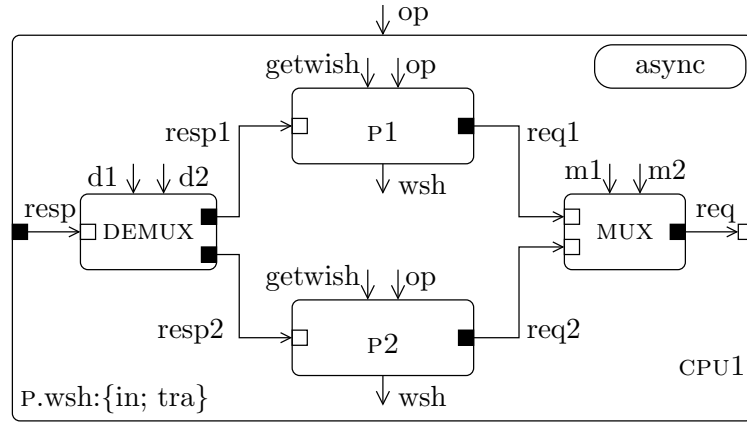 op
async
getwish op
resp1 P1 req1
wsh
d1 d2 m1 m2
resp DEMUX MUX req
getwish op
resp2 P2 req2
CPU1
P.wsh:{in; tra} wsh